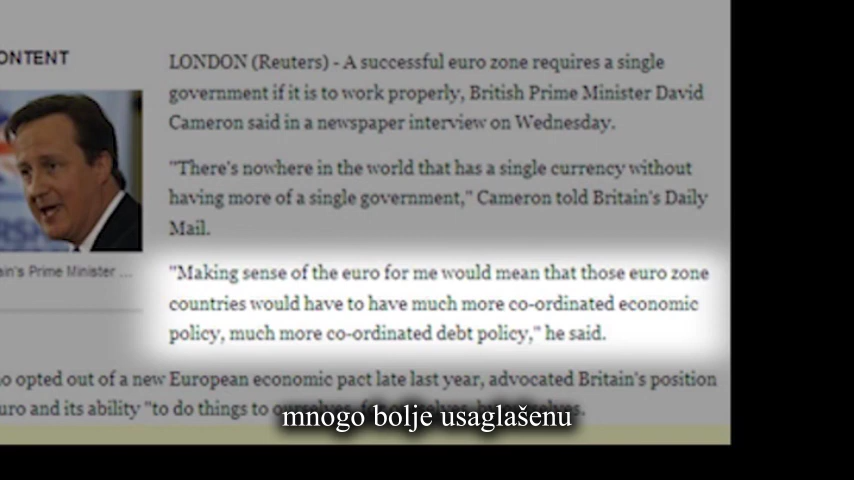 ONTENT
LONDON (Reuters) - A successful euro zone requires a single
government if it is to work properly, British Prime Minister David
Cameron said in a newspaper interview on Wednesday.
"There's nowhere in the world that has a single currency without
having more of a single government," Cameron told Britain's Daily
Mail.
ain's Prime Minister ...
"Making sense of the euro for me would mean that those euro zone
countries would have to have much more co-ordinated economic
policy, much more co-ordinated debt policy," he said.
o opted out of a new European economic pact late last year, advocated Britain's position
uro and its ability "to do things to
mnogo bolje usaglašenu